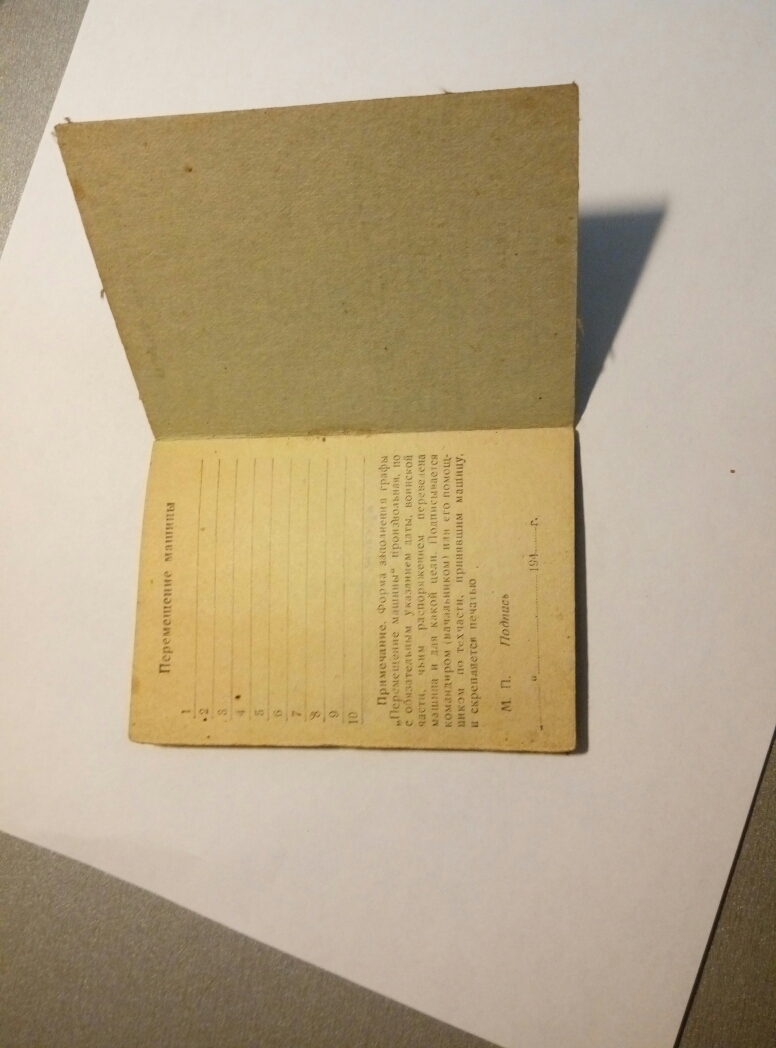 Перемещение машины
1
2
3
4
5
6
7
8
9
10
Примечание. Форма заполнения графы
„Перемещение машины“ произвольная, но
с обязательным указанием даты, воинской
части, чьим распоряжением переведена
машина и для какой цели. Подписывается
командиром (начальником) или его помощ-
ником по техчасти, принявшим машину,
и скрепляется печатью
М. П. Подпись
" 194 г.